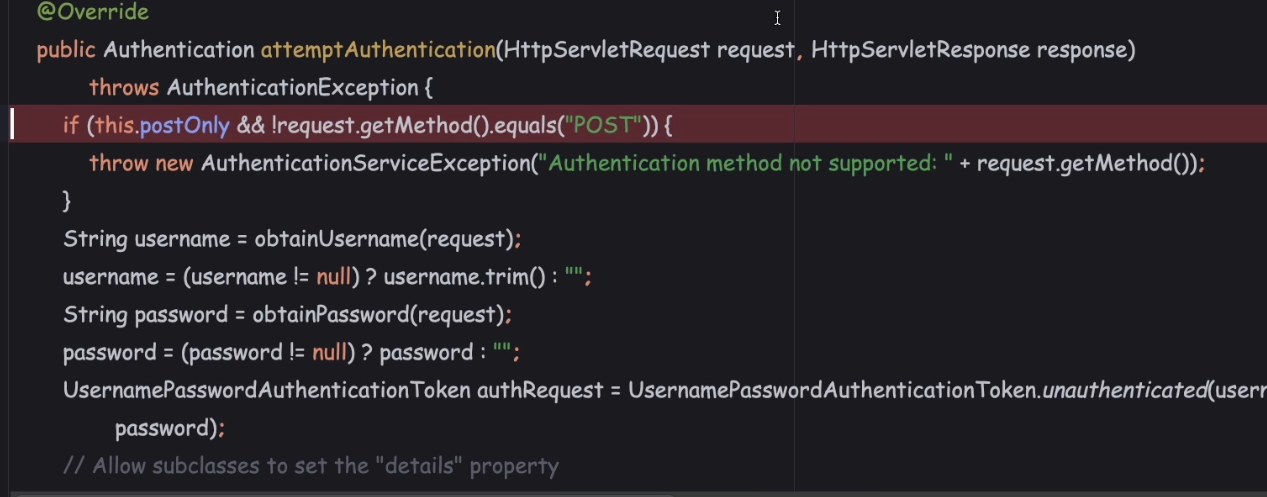 @Override
public Authentication attemptAuthentication(HttpServletRequest request, HttpServletResponse response)
throws AuthenticationException {
if (this.postOnly && !request.getMethod().equals("POST")) {
throw new AuthenticationServiceException("Authentication method not supported: " + request.getMethod());
}
String username = obtainUsername(request);
username = (username != null) ? username.trim() : "";
String password = obtainPassword(request);
password = (password != null) ? password : "";
UsernamePasswordAuthenticationToken authRequest = UsernamePasswordAuthenticationToken.unauthenticated(usern
password);
// Allow subclasses to set the "details" property